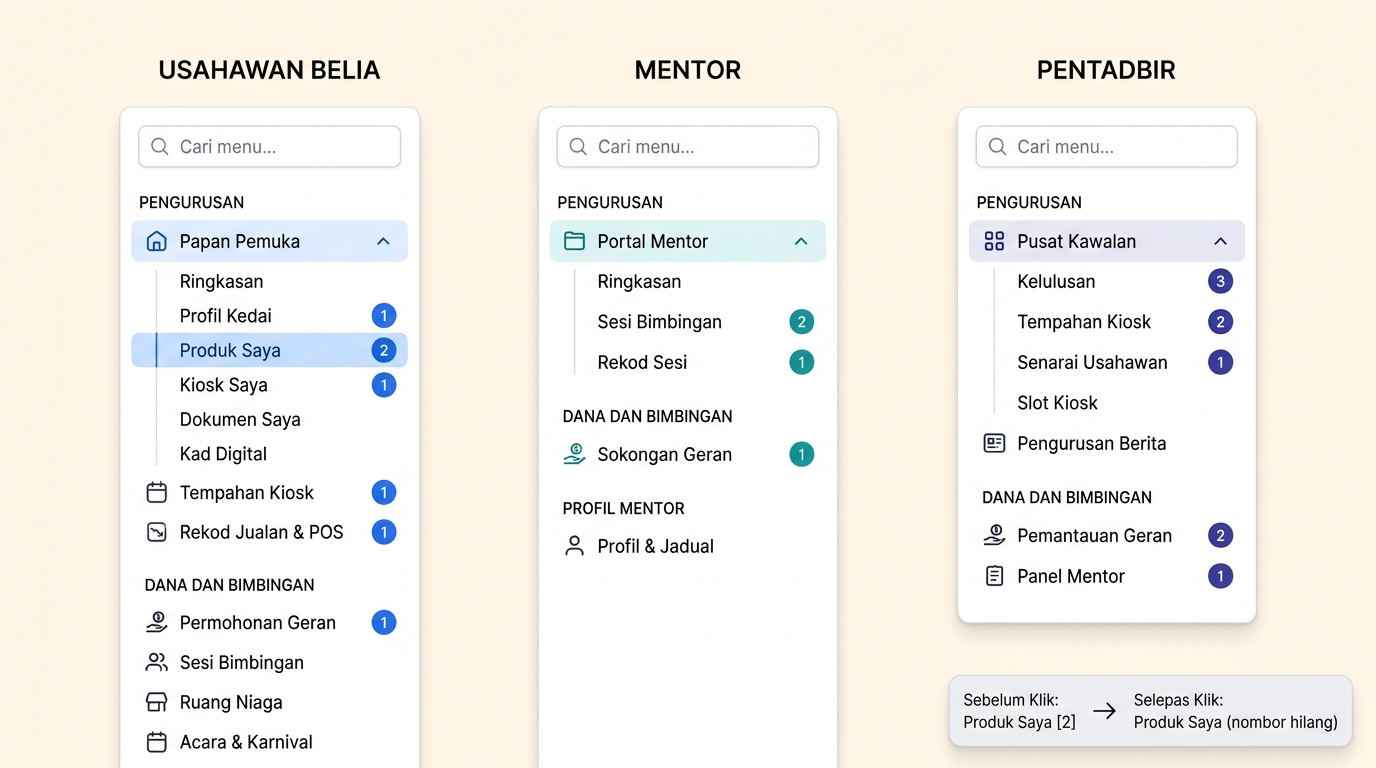 USAHAWAN BELIA
Cari menu...
PENGURUSAN
Papan Pemuka
Ringkasan
Profil Kedai 1
Produk Saya 2
Kiosk Saya 1
Dokumen Saya
Kad Digital
Tempahan Kiosk 1
Rekod Jualan & POS 1
DANA DAN BIMBINGAN
Permohonan Geran 1
Sesi Bimbingan
Ruang Niaga
Acara & Karnival
MENTOR
Cari menu...
PENGURUSAN
Portal Mentor
Ringkasan
Sesi Bimbingan 2
Rekod Sesi 1
DANA DAN BIMBINGAN
Sokongan Geran 1
PROFIL MENTOR
Profil & Jadual
PENTADBIR
Cari menu...
PENGURUSAN
Pusat Kawalan
Kelulusan 3
Tempahan Kiosk 2
Senarai Usahawan 1
Slot Kiosk
Pengurusan Berita
DANA DAN BIMBINGAN
Pemantauan Geran 2
Panel Mentor 1
Sebelum Klik:
Produk Saya [2]
→
Selepas Klik:
Produk Saya (nombor hilang)